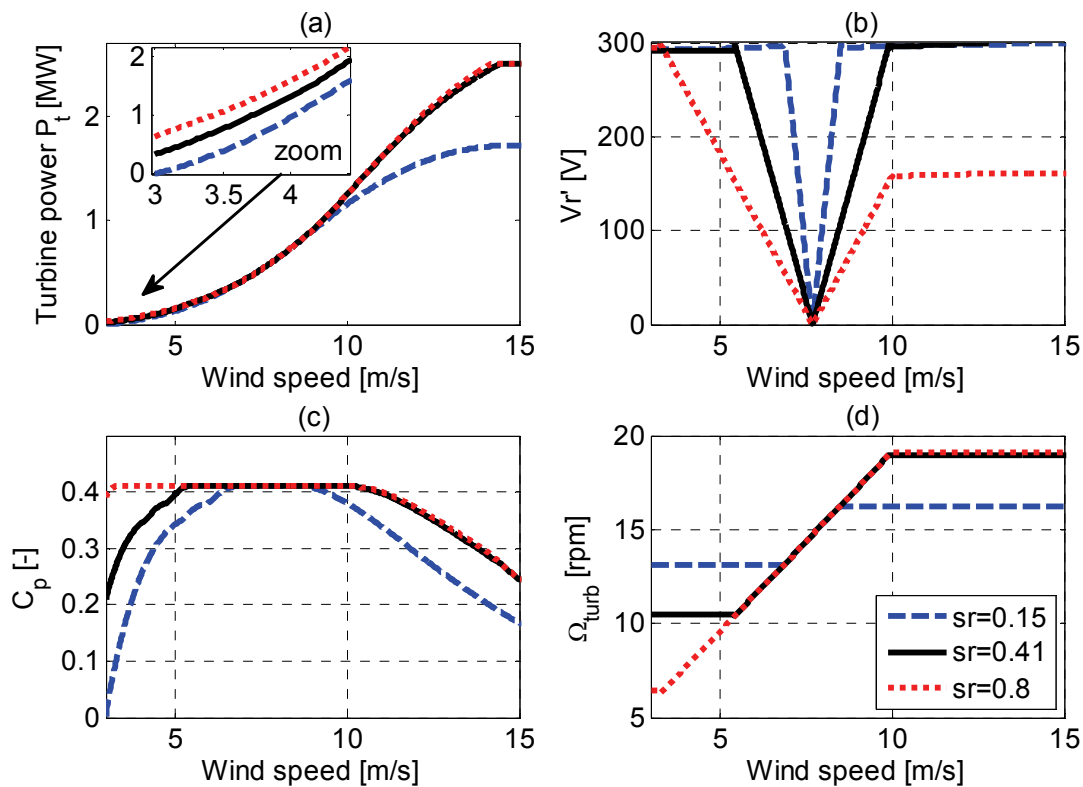 (a)
Turbine power P_t [MW]
2
1
0
2
1
0
3
3.5
4
zoom
5
10
15
Wind speed [m/s]
(b)
Vr' [V]
300
200
100
0
5
10
15
Wind speed [m/s]
(c)
C_p [-]
0.4
0.3
0.2
0.1
0
5
10
15
Wind speed [m/s]
(d)
Ω_turb [rpm]
20
15
10
5
5
10
15
Wind speed [m/s]
sr=0.15
sr=0.41
sr=0.8